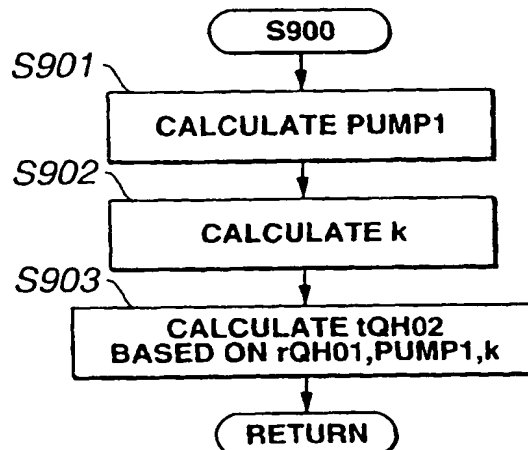 S900
S901
CALCULATE PUMP1
S902
CALCULATE k
S903
CALCULATE tQH02
BASED ON rQH01,PUMP1,k
RETURN